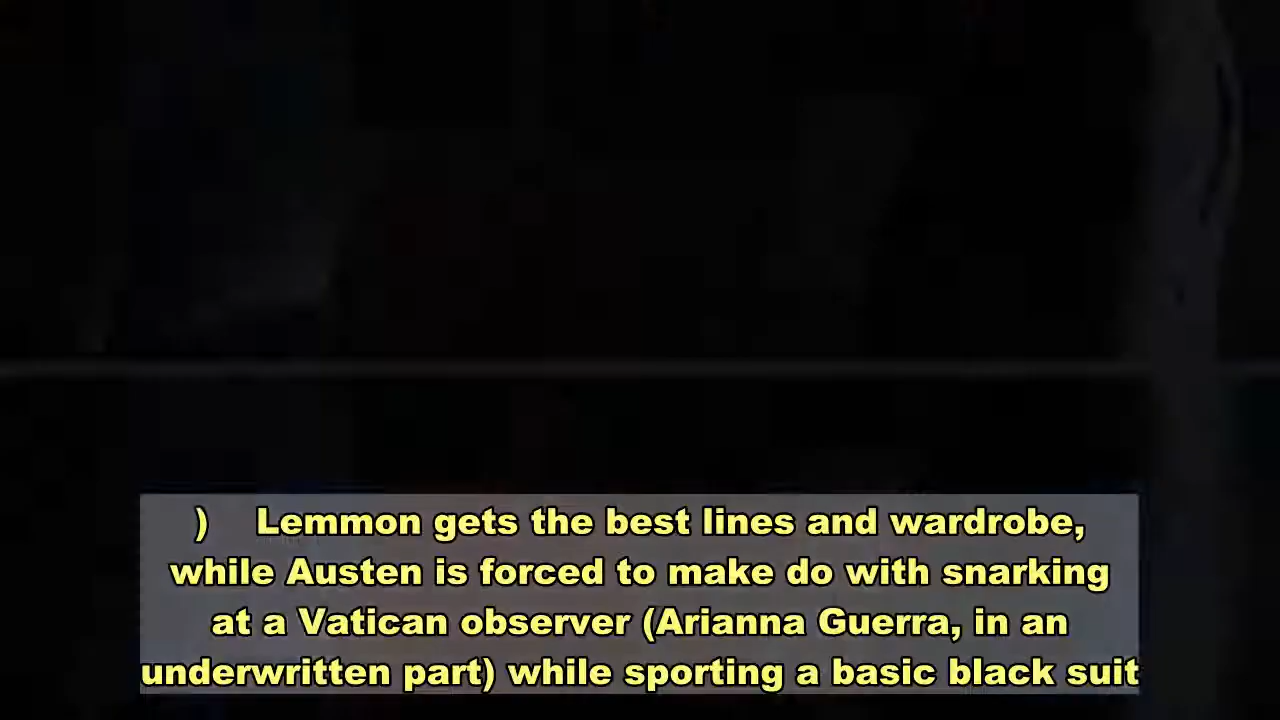 ) Lemmon gets the best lines and wardrobe,
while Austen is forced to make do with snarking
at a Vatican observer (Arianna Guerra, in an
underwritten part) while sporting a basic black suit